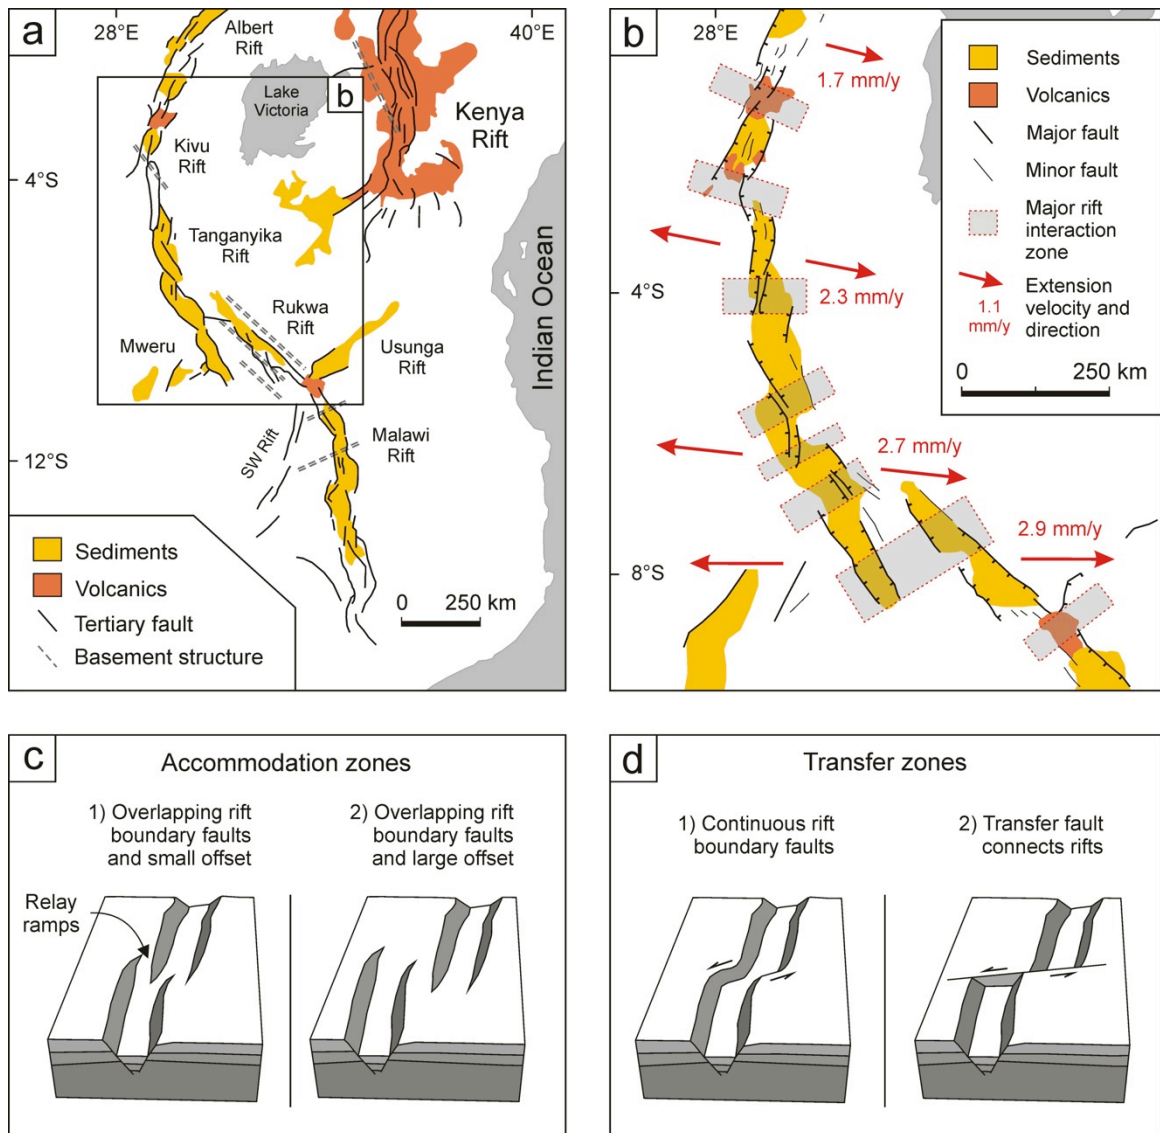 a
28°E
40°E
Albert
Rift
Lake
Victoria
b
Kenya
Rift
Kivu
Rift
4°S
Tanganyika
Rift
Rukwa
Rift
Mweru
Usunga
Rift
Indian Ocean
SW Rift
Malawi
Rift
12°S
Sediments
Volcanics
Tertiary fault
Basement structure
0 250 km
b
28°E
1.7 mm/y
4°S
2.3 mm/y
2.7 mm/y
2.9 mm/y
8°S
Sediments
Volcanics
Major fault
Minor fault
Major rift
interaction
zone
1.1
mm/y
Extension
velocity and
direction
0 250 km
c
Accommodation zones
1) Overlapping rift
boundary faults
and small offset
2) Overlapping rift
boundary faults
and large offset
Relay
ramps
d
Transfer zones
1) Continuous rift
boundary faults
2) Transfer fault
connects rifts